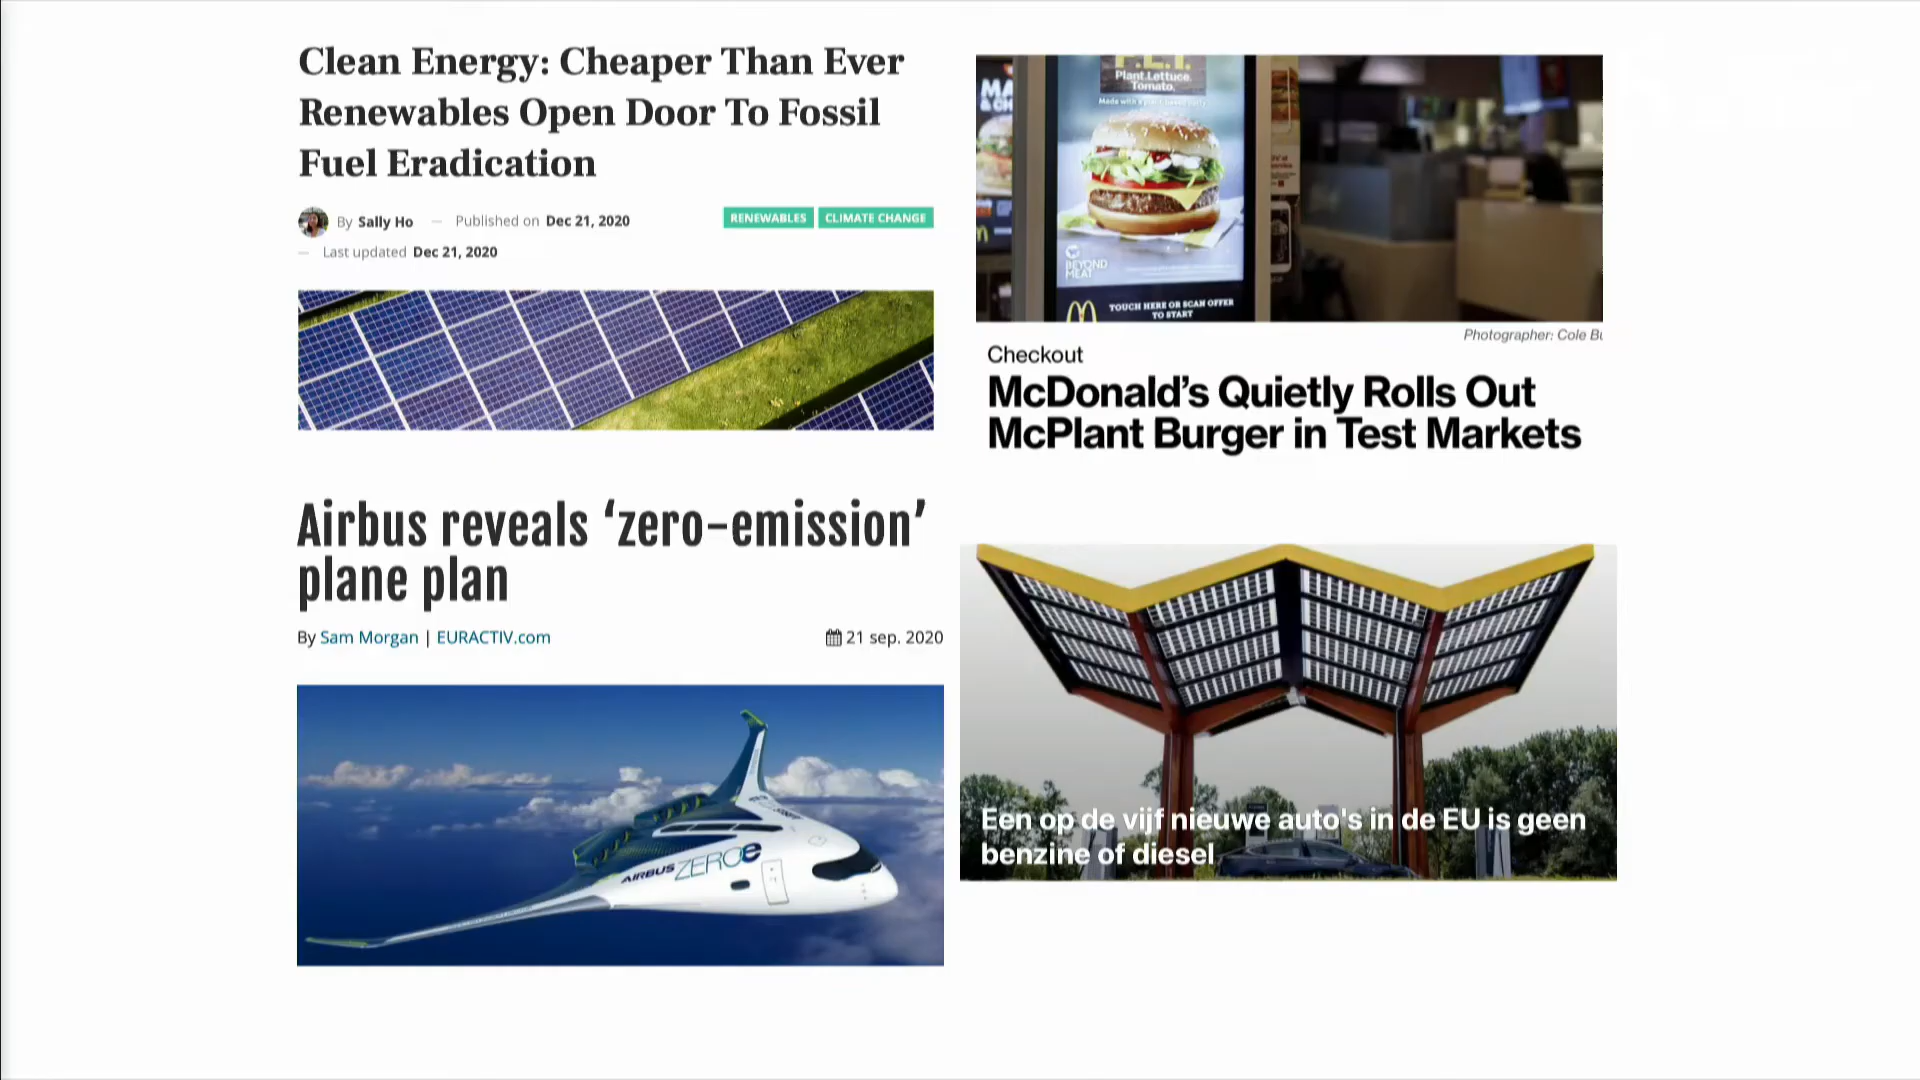 Clean Energy: Cheaper Than Ever
Renewables Open Door To Fossil
Fuel Eradication
By Sally Ho — Published on Dec 21, 2020
RENEWABLES CLIMATE CHANGE
— Last updated Dec 21, 2020
P.L.T.
Plant.Lettuce.
Tomato.
BEYOND
MEAT
TOUCH HERE OR SCAN OFFER
TO START
Photographer: Cole
Checkout
McDonald's Quietly Rolls Out
McPlant Burger in Test Markets
Airbus reveals ‘zero-emission’
plane plan
By Sam Morgan | EURACTIV.com
21 sep. 2020
AIRBUS ZEROe
Een op de vijf nieuwe auto's in de EU is geen
benzine of diesel